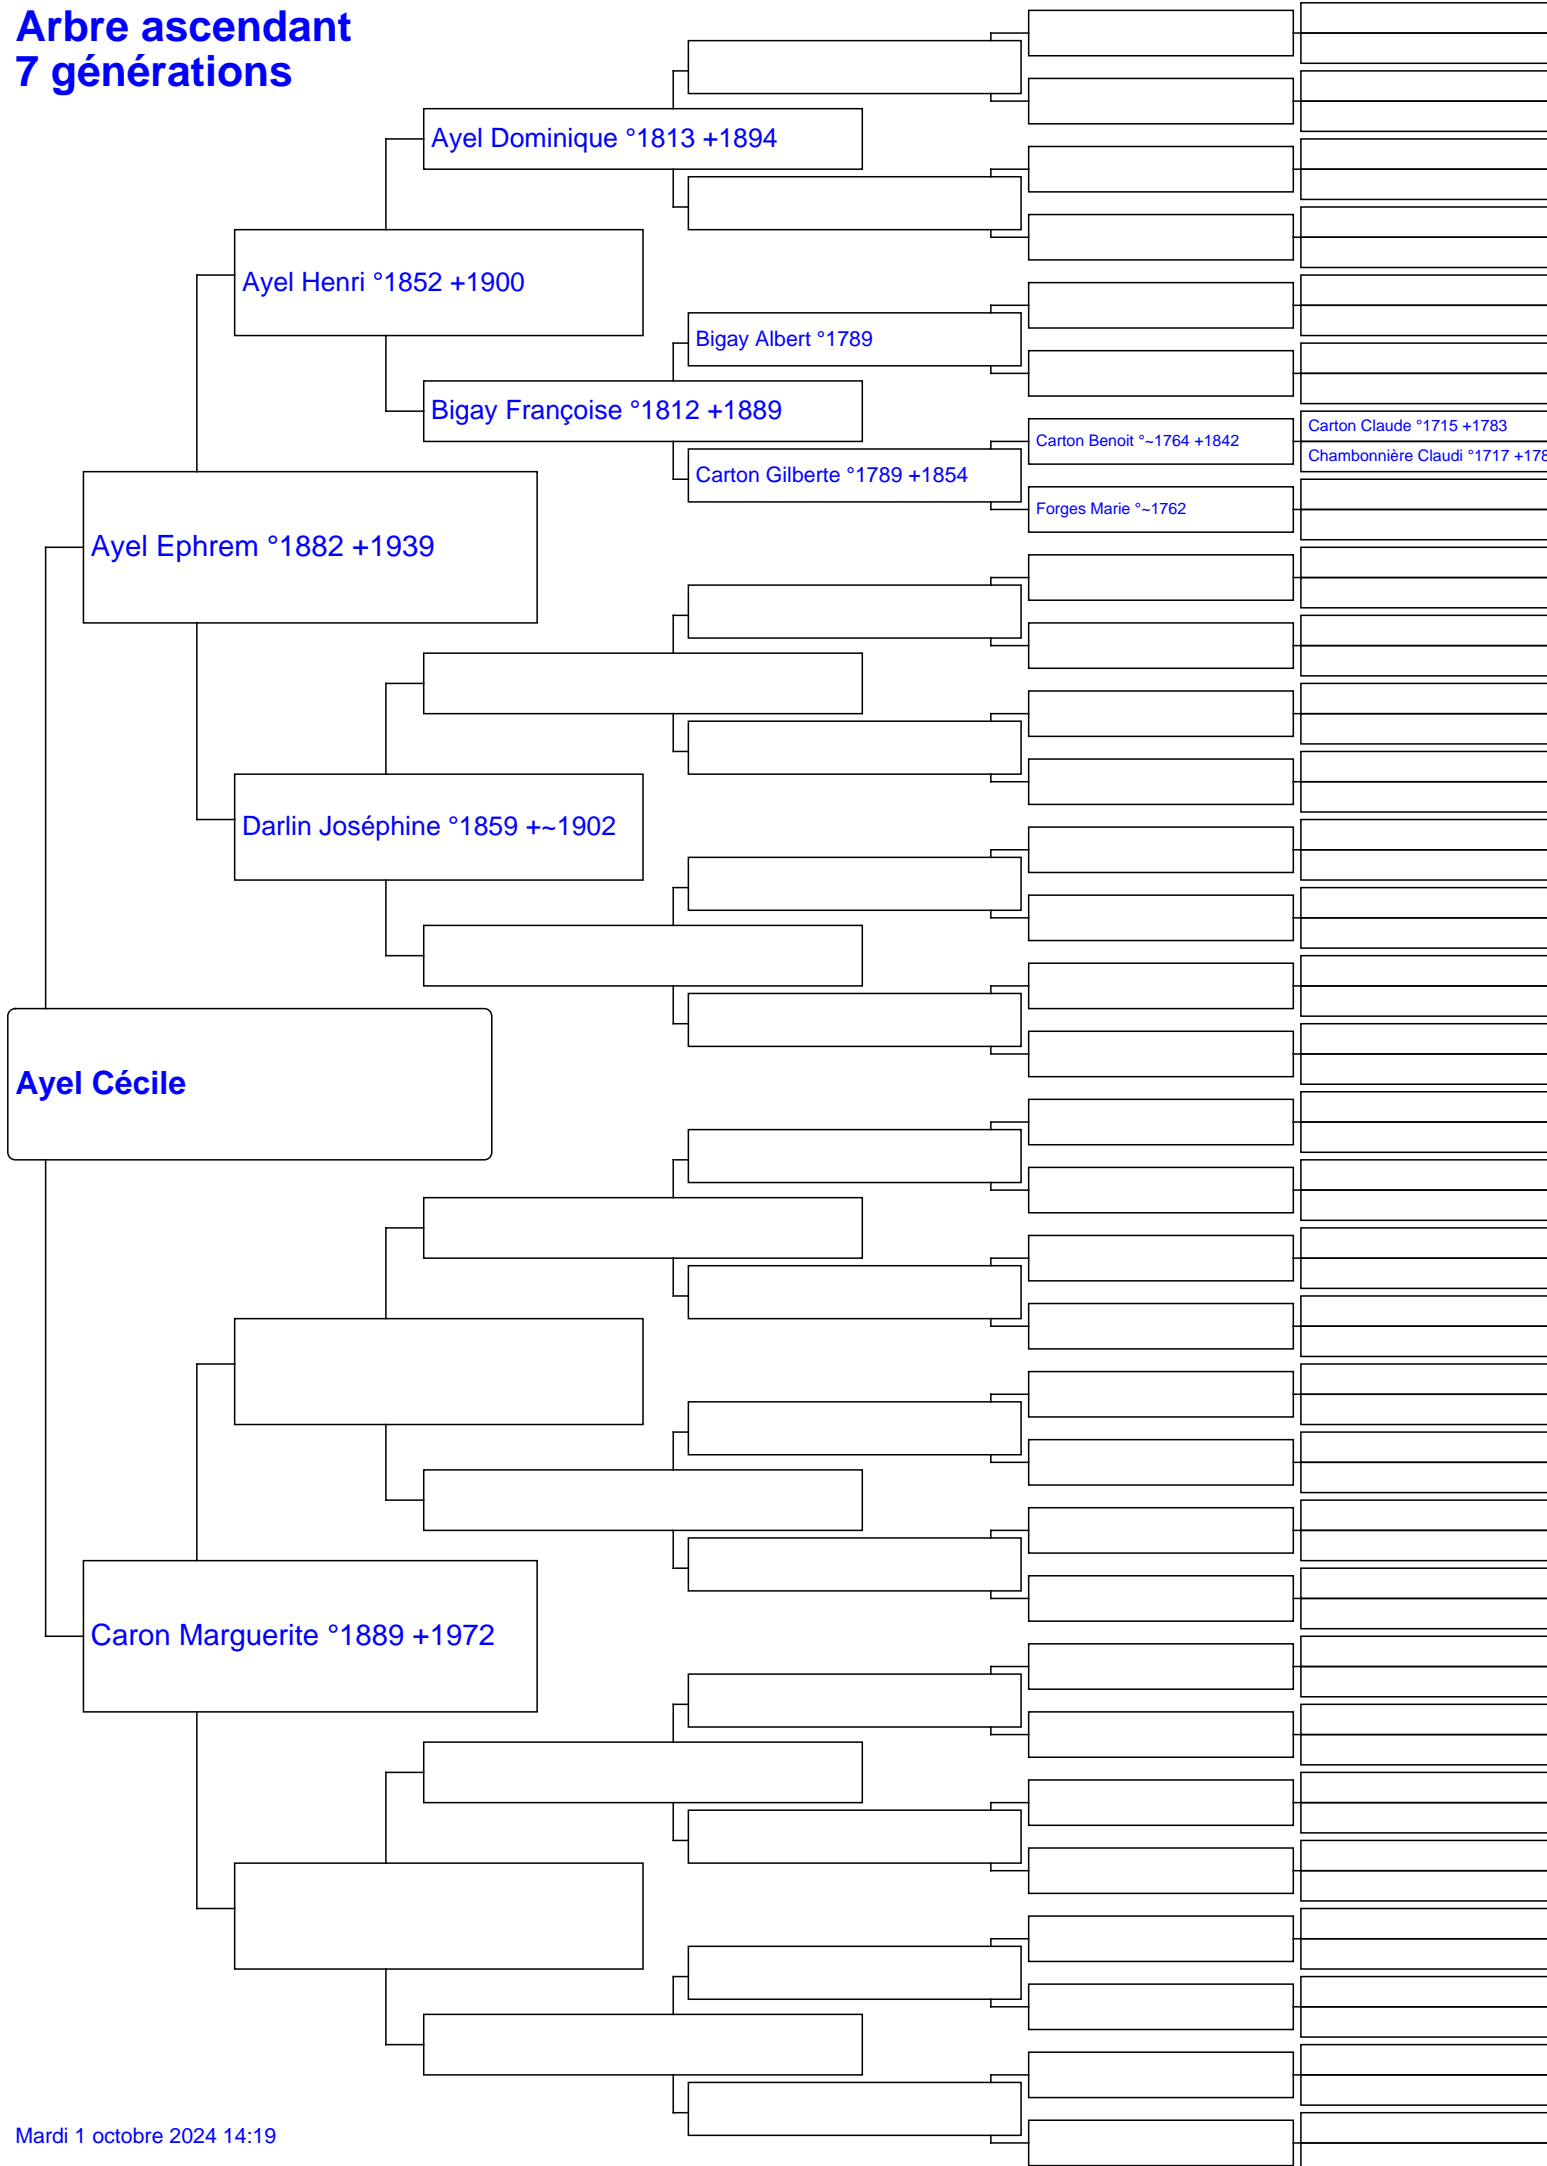 Arbre ascendant
7 générations
Ayel Dominique °1813 +1894
Ayel Henri °1852 +1900
Bigay Albert °1789
Bigay Françoise °1812 +1889
Carton Claude °1715 +1783
Carton Benoit °~1764 +1842
Chambonnière Claudi °1717 +178
Carton Gilberte °1789 +1854
Forges Marie °~1762
Ayel Ephrem °1882 +1939
Darlin Joséphine °1859 +~1902
Ayel Cécile
Caron Marguerite °1889 +1972
Mardi 1 octobre 2024 14:19